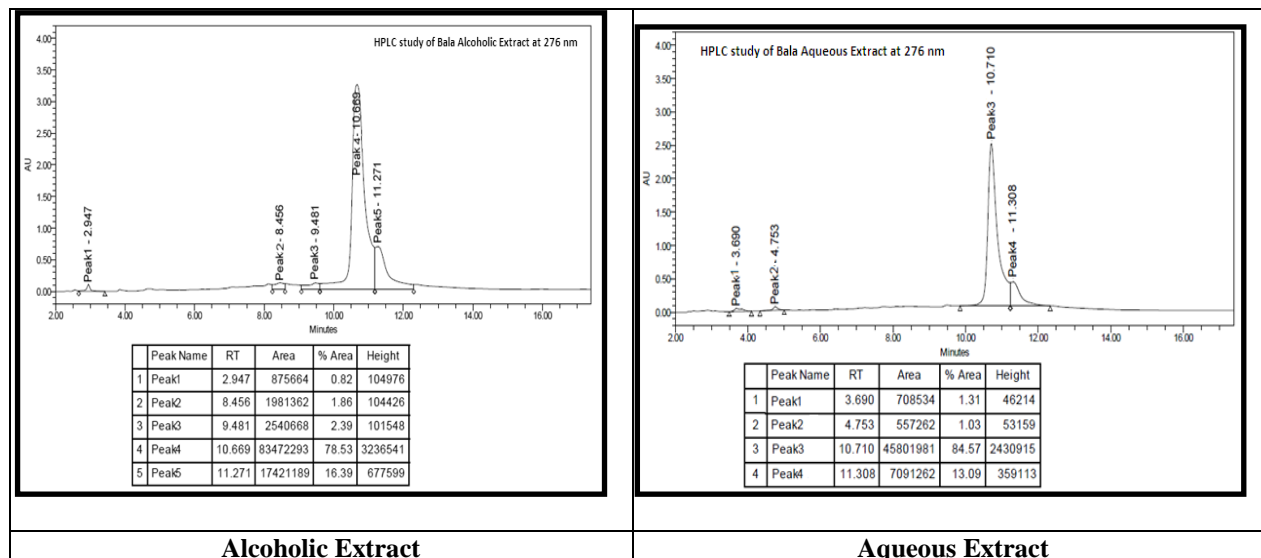 HPLC study of Bala Alcoholic Extract at 276 nm
4.00
3.50
3.00
2.50
2.00
1.50
1.00
0.50
0.00
AU
Peak1 - 2.947
Peak2 - 8.456
Peak3 - 9.481
Peak 4 - 10.669
Peak5 - 11.271
2.00 4.00 6.00 8.00 10.00 12.00 14.00 16.00
Minutes
Peak Name RT Area % Area Height
1 Peak1 2.947 875664 0.82 104976
2 Peak2 8.456 1981362 1.86 104426
3 Peak3 9.481 2540668 2.39 101548
4 Peak4 10.669 83472293 78.53 3236541
5 Peak5 11.271 17421189 16.39 677599
Alcoholic Extract
HPLC study of Bala Aqueous Extract at 276 nm
4.00
3.50
3.00
2.50
2.00
1.50
1.00
0.50
0.00
AU
Peak1 - 3.690
Peak2 - 4.753
Peak3 - 10.710
Peak4 - 11.308
2.00 4.00 6.00 8.00 10.00 12.00 14.00 16.00
Minutes
Peak Name RT Area % Area Height
1 Peak1 3.690 708534 1.31 46214
2 Peak2 4.753 557262 1.03 53159
3 Peak3 10.710 45801981 84.57 2430915
4 Peak4 11.308 7091262 13.09 359113
Aqueous Extract